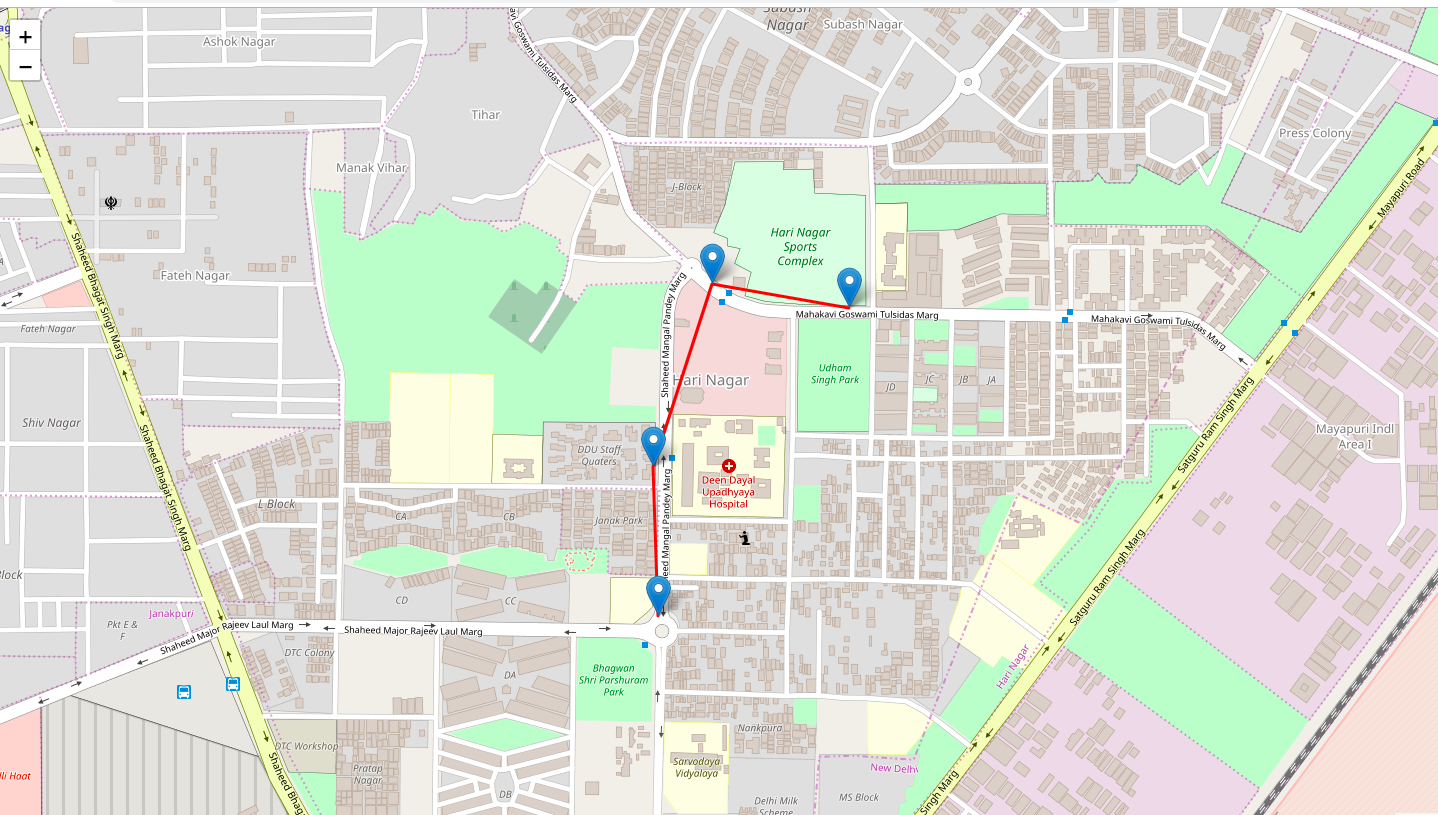 +
−
Ashok Nagar
Subash
Nagar
Subash Nagar
Goswami Tulsidas Marg
Tihar
Press Colony
Manak Vihar
J-Block
Mayapuri Road
Hari Nagar
Sports
Complex
Shaheed Bhagat Singh Marg
Fateh Nagar
Shaheed Mangal Pandey Marg
Mahakavi Goswami Tulsidas Marg
Mahakavi Goswami Tulsidas Marg
Fateh Nagar
Shaheed Bhagat Singh Marg
Hari Nagar
Udham
Singh Park
JD
JC
JB
JA
Shiv Nagar
Shaheed Bhagat Singh Marg
Satguru Ram Singh Marg
Mayapuri Indl
Area I
DDU Staff
Quaters
Deen Dayal
Upadhyaya
Hospital
L Block
CA
CB
Janak Park
Mangal Pandey Marg
Block
CD
CC
Satguru Ram Singh Marg
Janakpuri
Pkt E &
F
Shaheed Major Rajeev Laul Marg
Shaheed Major Rajeev Laul Marg
DTC Colony
DA
Bhagwan
Shri Parshuram
Park
Hari Nagar
Nankpura
DTC Workshop
Pratap
Nagar
Sarvodaya
Vidyalaya
New Delhi
DB
MS Block
Delhi Milk
Scheme
Singh Marg
Shaheed Bhag
Haat